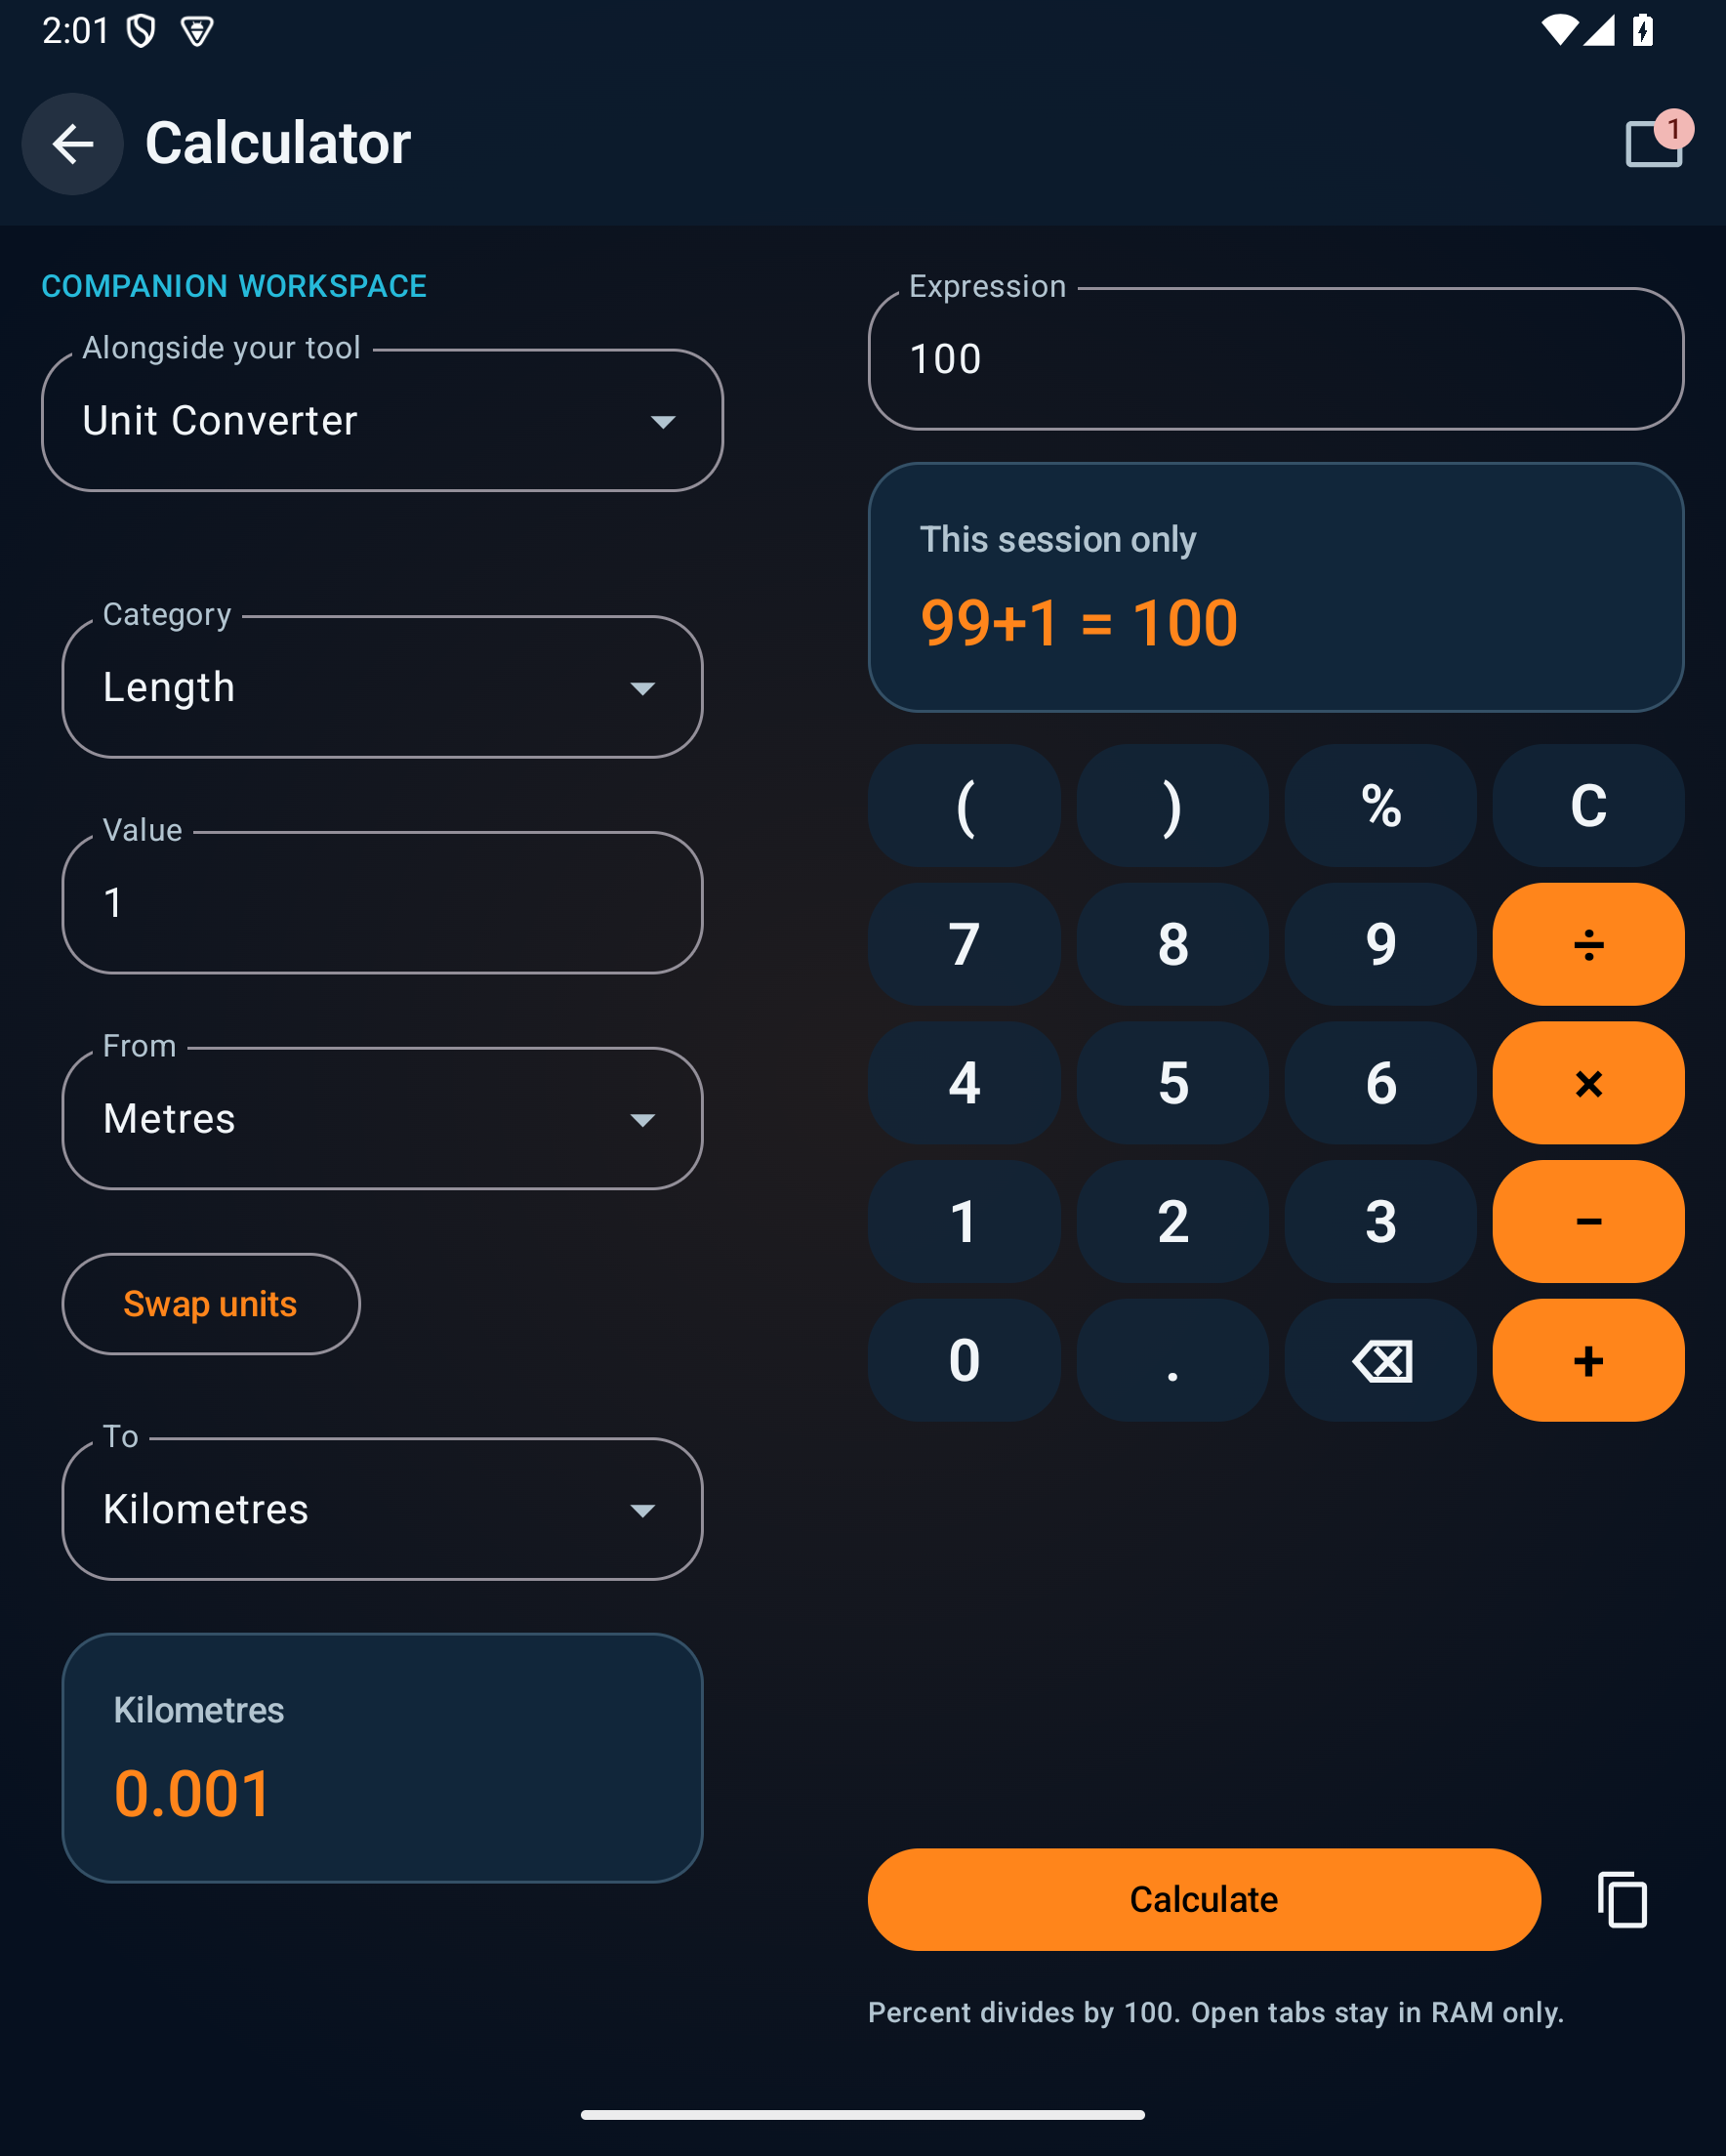 2:01
Calculator
1
COMPANION WORKSPACE
Alongside your tool
Unit Converter
Category
Length
Value
1
From
Metres
Swap units
To
Kilometres
Kilometres
0.001
Expression
100
This session only
99+1 = 100
( ) % C
7 8 9 ÷
4 5 6 ×
1 2 3 −
0 . +
Calculate
Percent divides by 100. Open tabs stay in RAM only.